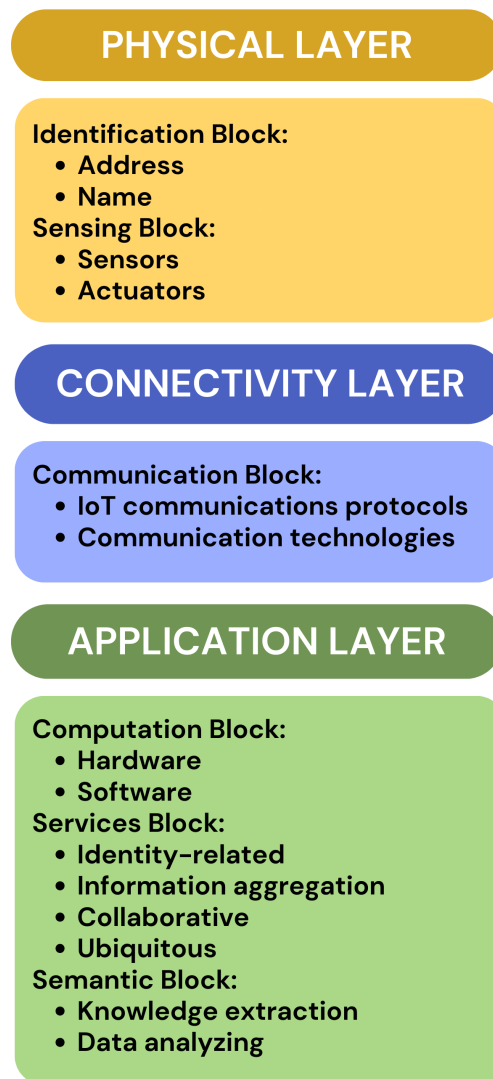 PHYSICAL LAYER
Identification Block:
• Address
• Name
Sensing Block:
• Sensors
• Actuators
CONNECTIVITY LAYER
Communication Block:
• IoT communications protocols
• Communication technologies
APPLICATION LAYER
Computation Block:
• Hardware
• Software
Services Block:
• Identity-related
• Information aggregation
• Collaborative
• Ubiquitous
Semantic Block:
• Knowledge extraction
• Data analyzing